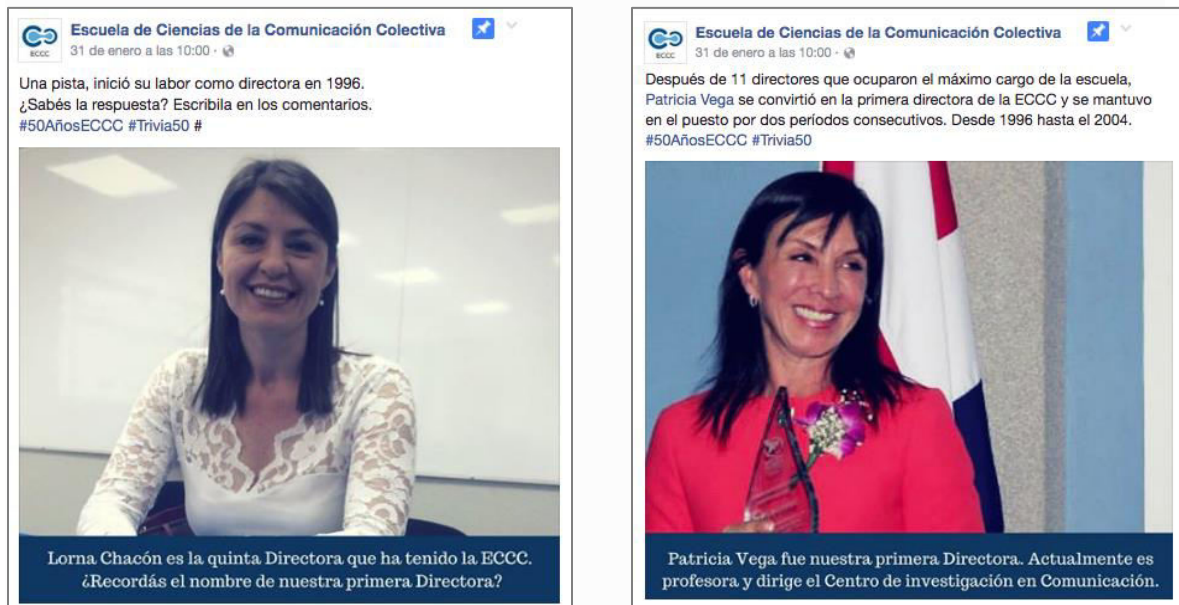 Escuela de Ciencias de la Comunicación Colectiva
31 de enero a las 10:00 ·
ECCC
Una pista, inició su labor como directora en 1996.
¿Sabés la respuesta? Escribila en los comentarios.
#50AñosECCC #Trivia50 #
Lorna Chacón es la quinta Directora que ha tenido la ECCC.
¿Recordás el nombre de nuestra primera Directora?
Escuela de Ciencias de la Comunicación Colectiva
31 de enero a las 10:00 ·
ECCC
Después de 11 directores que ocuparon el máximo cargo de la escuela,
Patricia Vega se convirtió en la primera directora de la ECCC y se mantuvo
en el puesto por dos períodos consecutivos. Desde 1996 hasta el 2004.
#50AñosECCC #Trivia50
Patricia Vega fue nuestra primera Directora. Actualmente es
profesora y dirige el Centro de investigación en Comunicación.